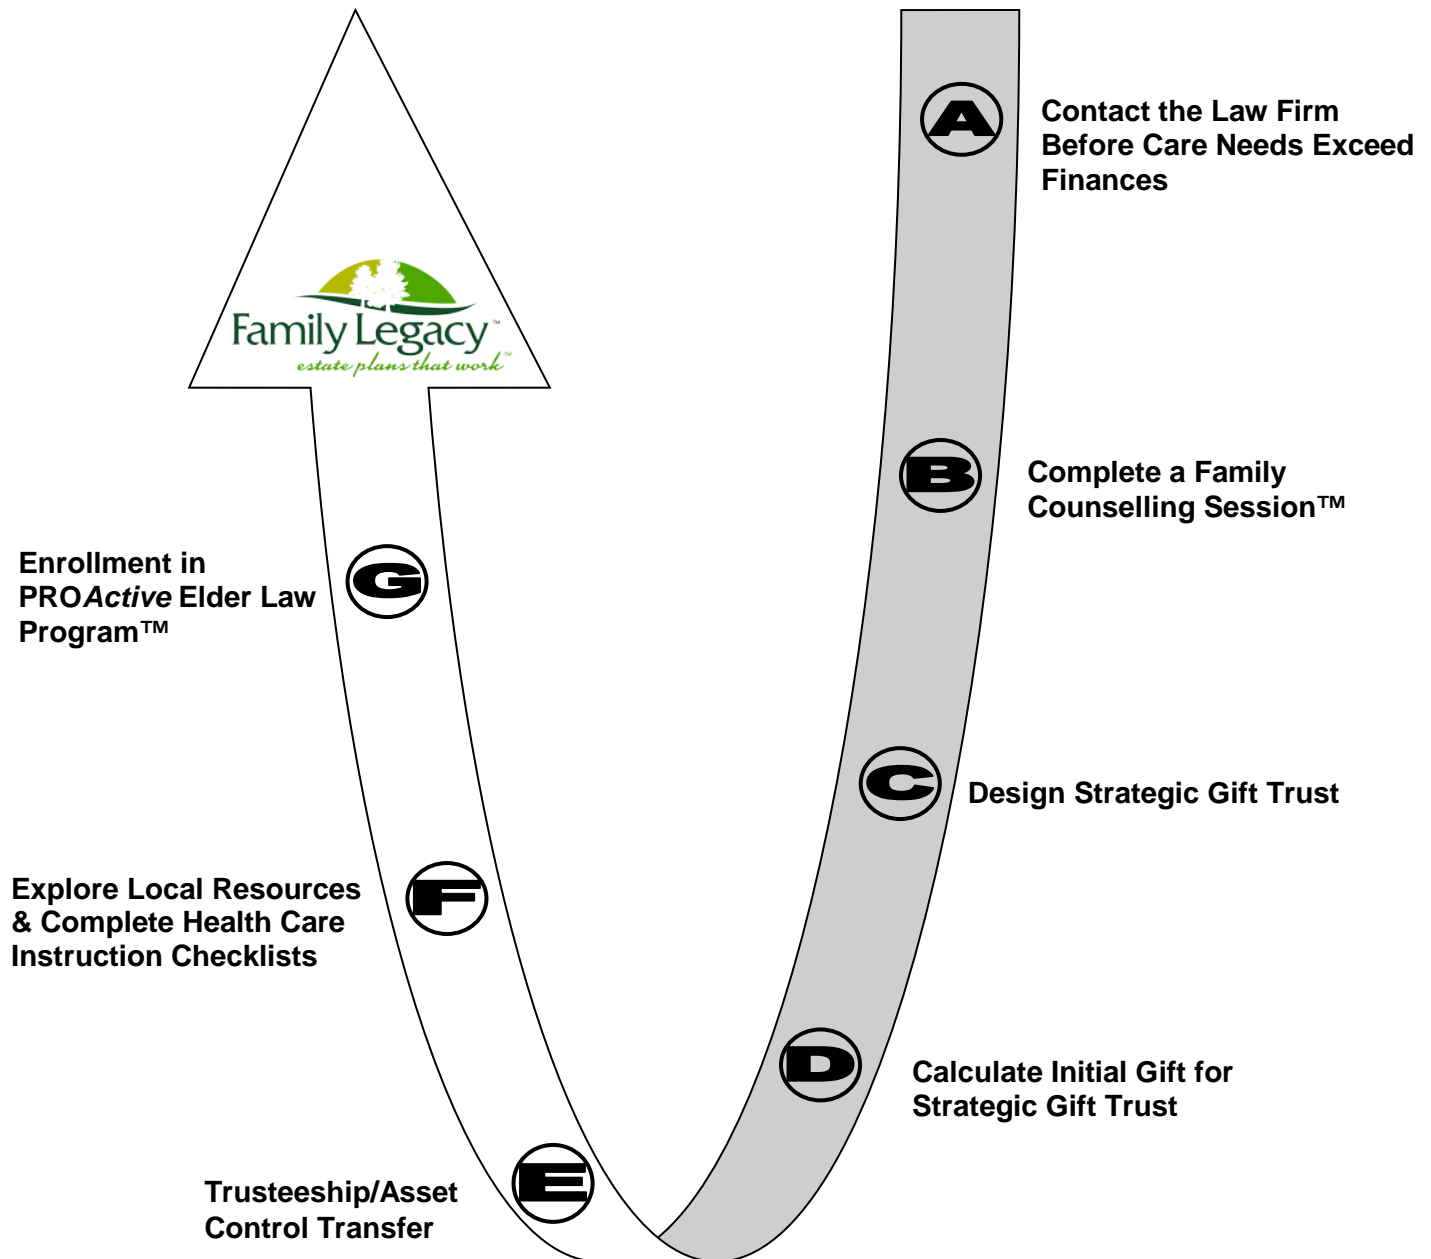 A
Contact the Law Firm
Before Care Needs Exceed
Finances
B
Complete a Family
Counselling Session™
C
Design Strategic Gift Trust
D
Calculate Initial Gift for
Strategic Gift Trust
E
Trusteeship/Asset
Control Transfer
F
Explore Local Resources
& Complete Health Care
Instruction Checklists
G
Enrollment in
PROActive Elder Law
Program™
Family Legacy™
estate plans that work™